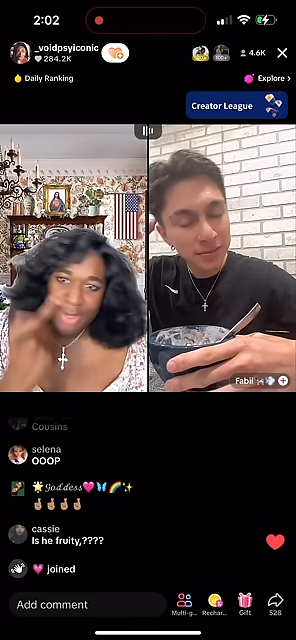 2:02
_voidpsyiconic
284.2K
4.6K
Daily Ranking
Explore >
Creator League
Fabii
Cousins
selena
OOOP
🌟𝓖𝓸𝓭𝓭𝓮𝓼𝓼💗🦋🌈✨
🤞🏽🤞🏽🤞🏽🤞🏽
cassie
Is he fruity,????
💗 joined
Add comment
Multi-g...
Rechar...
Gift
528